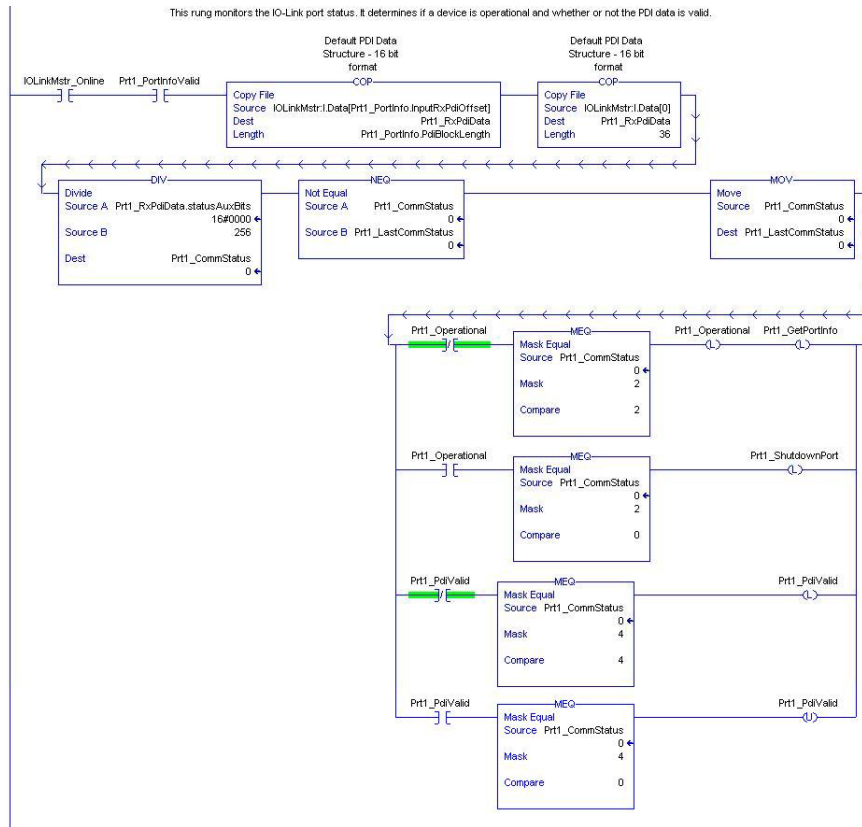 This rung monitors the IO-Link port status. It determines if a device is operational and whether or not the PDI data is valid.
IOLinkMstr_Online
Prt1_PortInfoValid
Default PDI Data
Structure - 16 bit
format
COP
Copy File
Source IOLinkMstr:I.Data[Prt1_PortInfo.InputRxPdiOffset]
Dest Prt1_RxPdiData
Length Prt1_PortInfo.PdiBlockLength
Default PDI Data
Structure - 16 bit
format
COP
Copy File
Source IOLinkMstr:I.Data[0]
Dest Prt1_RxPdiData
Length 36
DIV
Divide
Source A Prt1_RxPdiData.statusAuxBits
16#0000
Source B 256
Dest Prt1_CommStatus
0
NEQ
Not Equal
Source A Prt1_CommStatus
0
Source B Prt1_LastCommStatus
0
MOV
Move
Source Prt1_CommStatus
0
Dest Prt1_LastCommStatus
0
Prt1_Operational
MEQ
Mask Equal
Source Prt1_CommStatus
0
Mask 2
Compare 2
Prt1_Operational
L
Prt1_GetPortInfo
L
Prt1_Operational
MEQ
Mask Equal
Source Prt1_CommStatus
0
Mask 2
Compare 0
Prt1_ShutdownPort
L
Prt1_PdiValid
MEQ
Mask Equal
Source Prt1_CommStatus
0
Mask 4
Compare 4
Prt1_PdiValid
L
Prt1_PdiValid
MEQ
Mask Equal
Source Prt1_CommStatus
0
Mask 4
Compare 0
Prt1_PdiValid
U